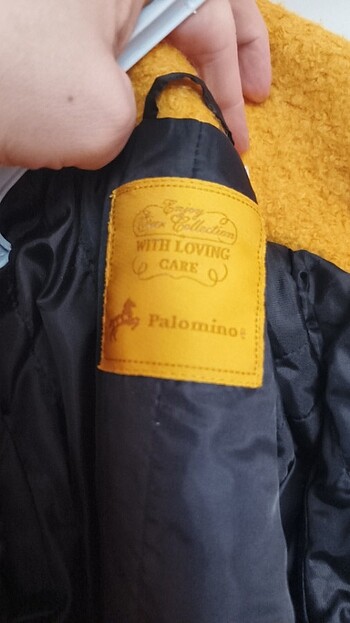 Enjoy
Our Collection
WITH LOVING
CARE
Palomino